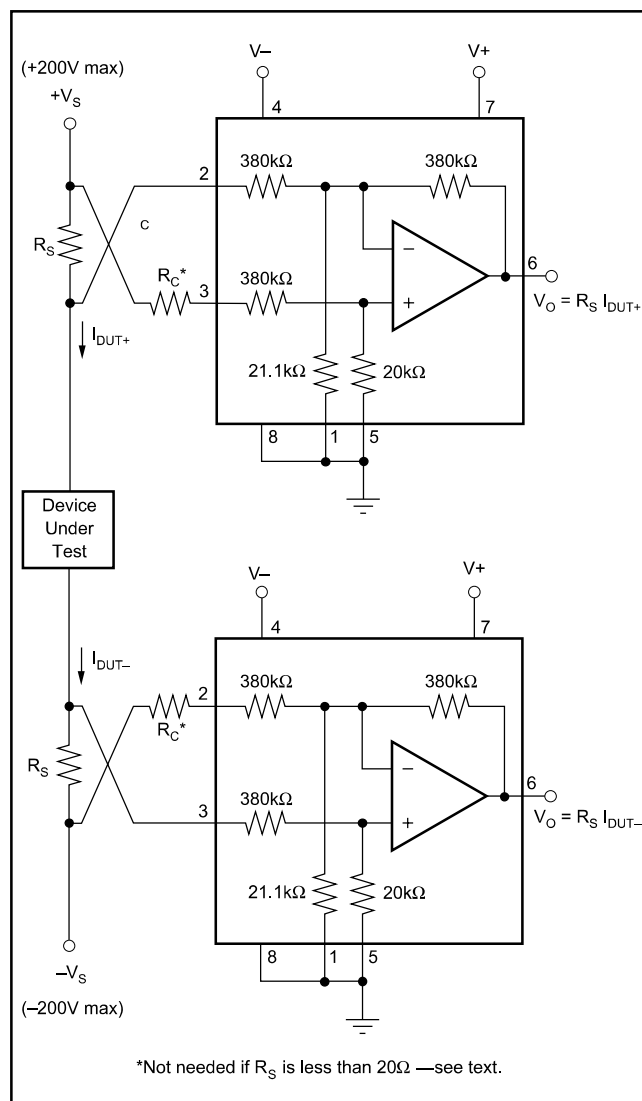 (+200V max)
+VS
V–
4
V+
7
2
380kΩ
380kΩ
RS
C
RC*
3
380kΩ
–
+
6
VO = RS IDUT+
IDUT+
21.1kΩ
20kΩ
8
1
5
Device
Under
Test
V–
4
V+
7
IDUT–
2
RC*
380kΩ
380kΩ
RS
3
380kΩ
–
+
6
VO = RS IDUT–
21.1kΩ
20kΩ
8
1
5
–VS
(–200V max)
*Not needed if RS is less than 20Ω —see text.